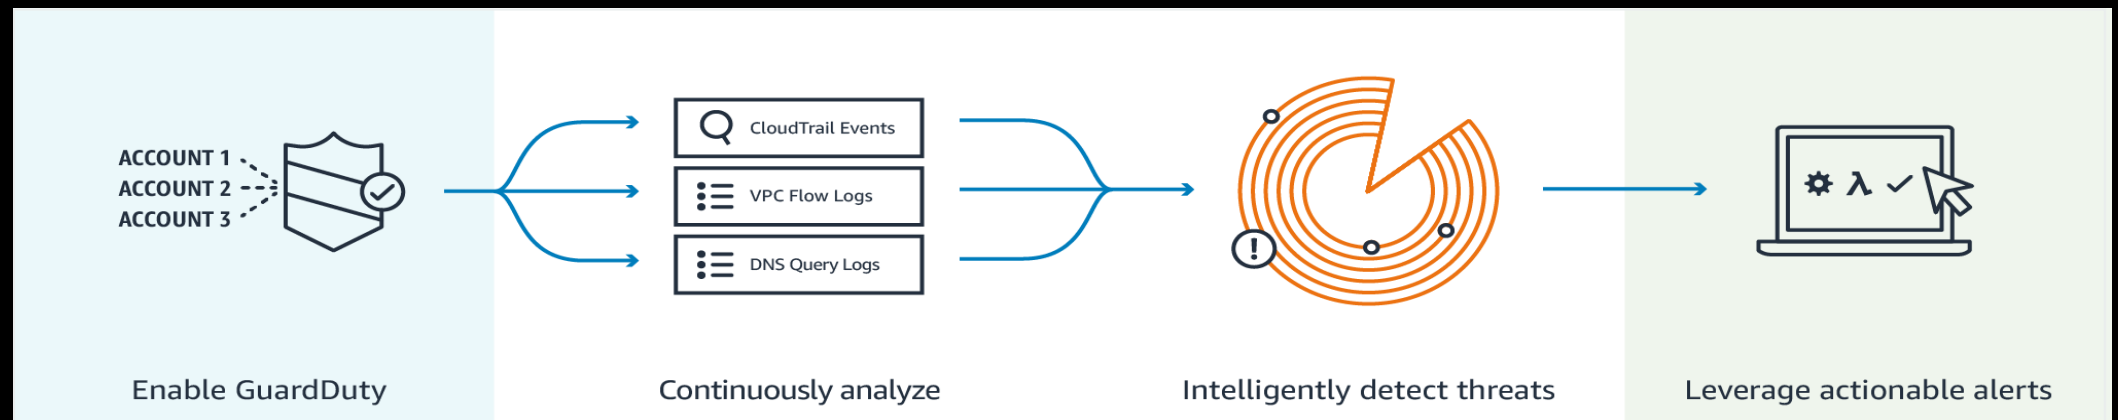 ACCOUNT 1
ACCOUNT 2
ACCOUNT 3
CloudTrail Events
VPC Flow Logs
DNS Query Logs
Enable GuardDuty
Continuously analyze
Intelligently detect threats
Leverage actionable alerts